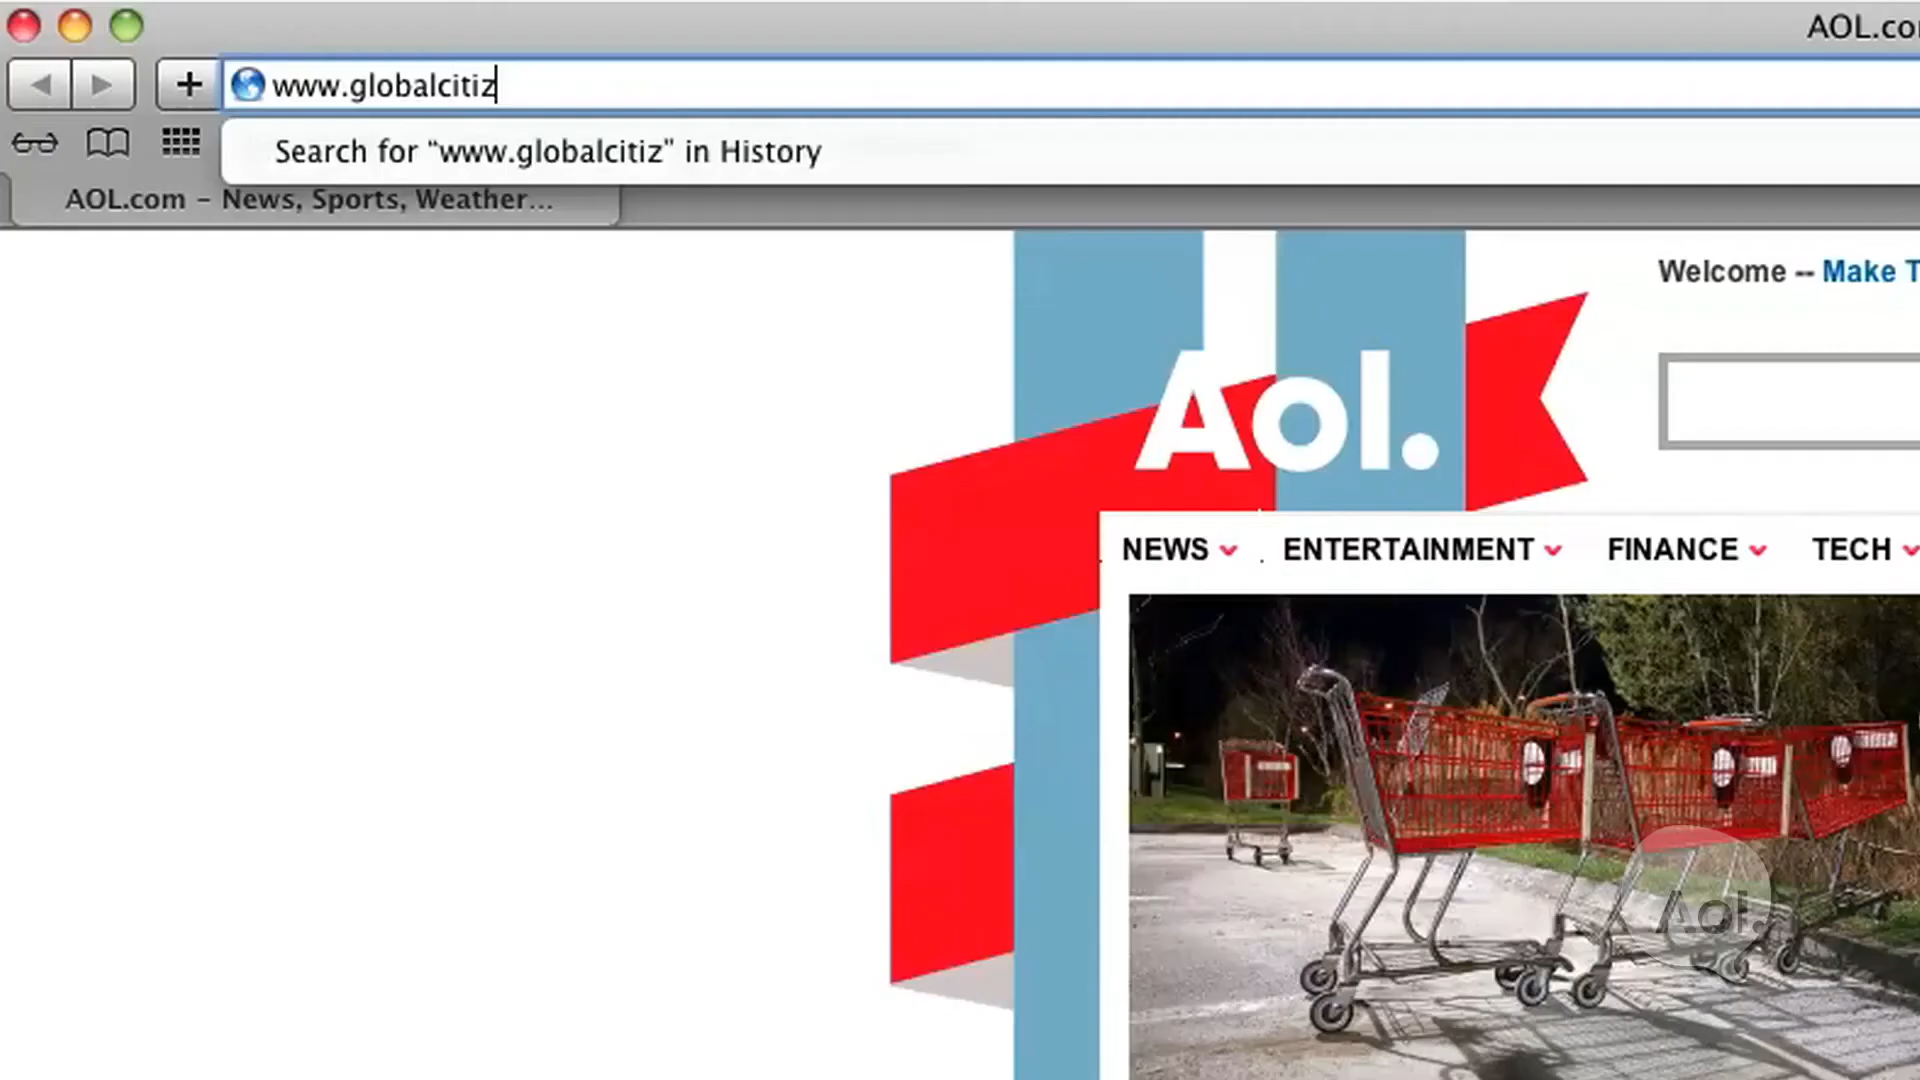 AOL.co
www.globalcitiz
Search for “www.globalcitiz” in History
AOL.com – News, Sports, Weather...
Welcome -- Make T
Aol.
NEWS ENTERTAINMENT FINANCE TECH
Aol.